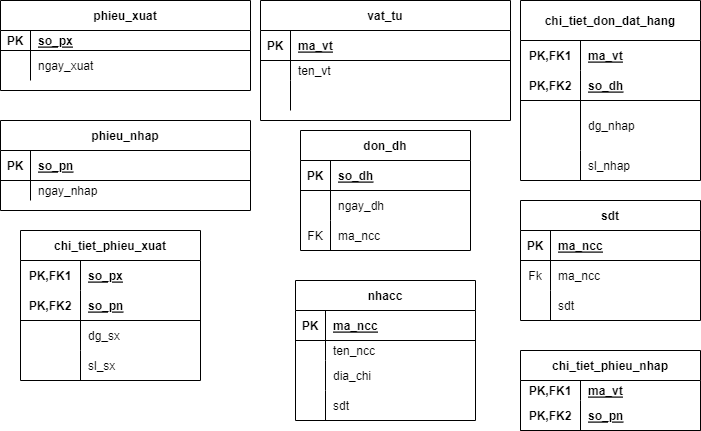 phieu_xuat
PK so_px
ngay_xuat
vat_tu
PK ma_vt
ten_vt
chi_tiet_don_dat_hang
PK,FK1 ma_vt
PK,FK2 so_dh
dg_nhap
sl_nhap
phieu_nhap
PK so_pn
ngay_nhap
don_dh
PK so_dh
ngay_dh
FK ma_ncc
sdt
PK ma_ncc
Fk ma_ncc
sdt
chi_tiet_phieu_xuat
PK,FK1 so_px
PK,FK2 so_pn
dg_sx
sl_sx
nhacc
PK ma_ncc
ten_ncc
dia_chi
sdt
chi_tiet_phieu_nhap
PK,FK1 ma_vt
PK,FK2 so_pn